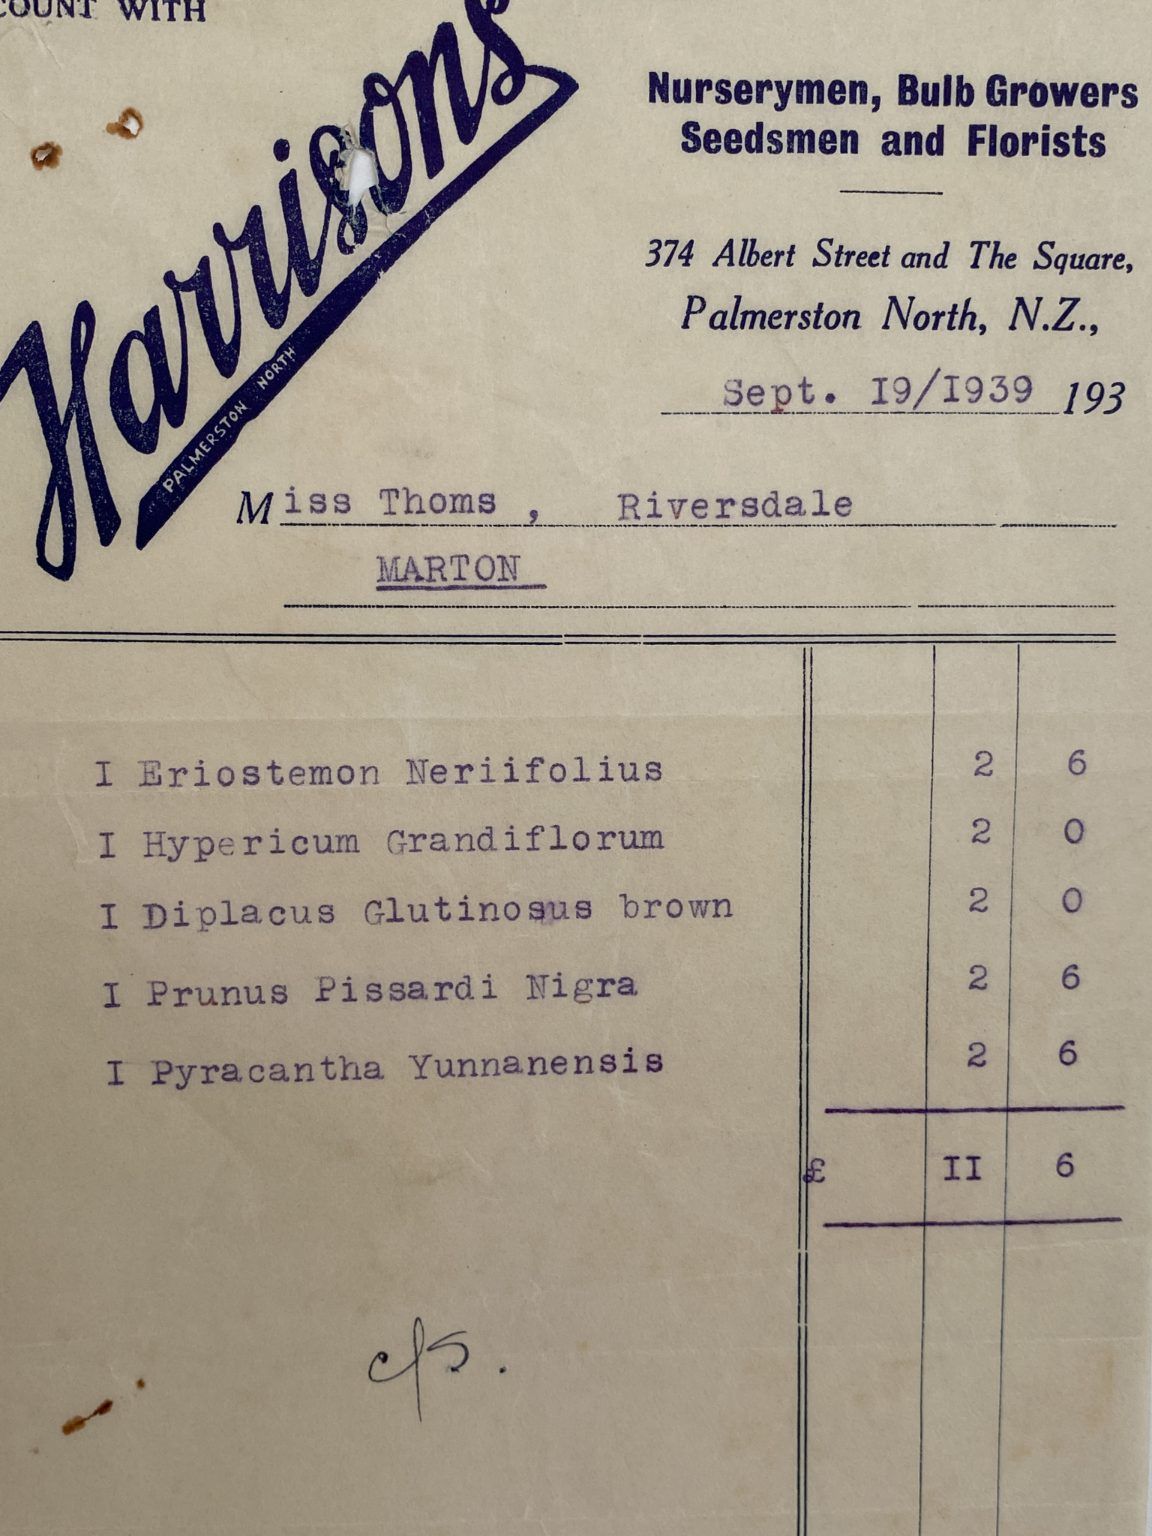 COUNT WITH
Harrisons
PALMERSTON NORTH
Nurserymen, Bulb Growers
Seedsmen and Florists
374 Albert Street and The Square,
Palmerston North, N.Z.,
Sept. I9/I939 193
Miss Thoms , Riversdale
MARTON
I Eriostemon Neriifolius 2 6
I Hypericum Grandiflorum 2 0
I Diplacus Glutinosus brown 2 0
I Prunus Pissardi Nigra 2 6
I Pyracantha Yunnanensis 2 6
£ II 6